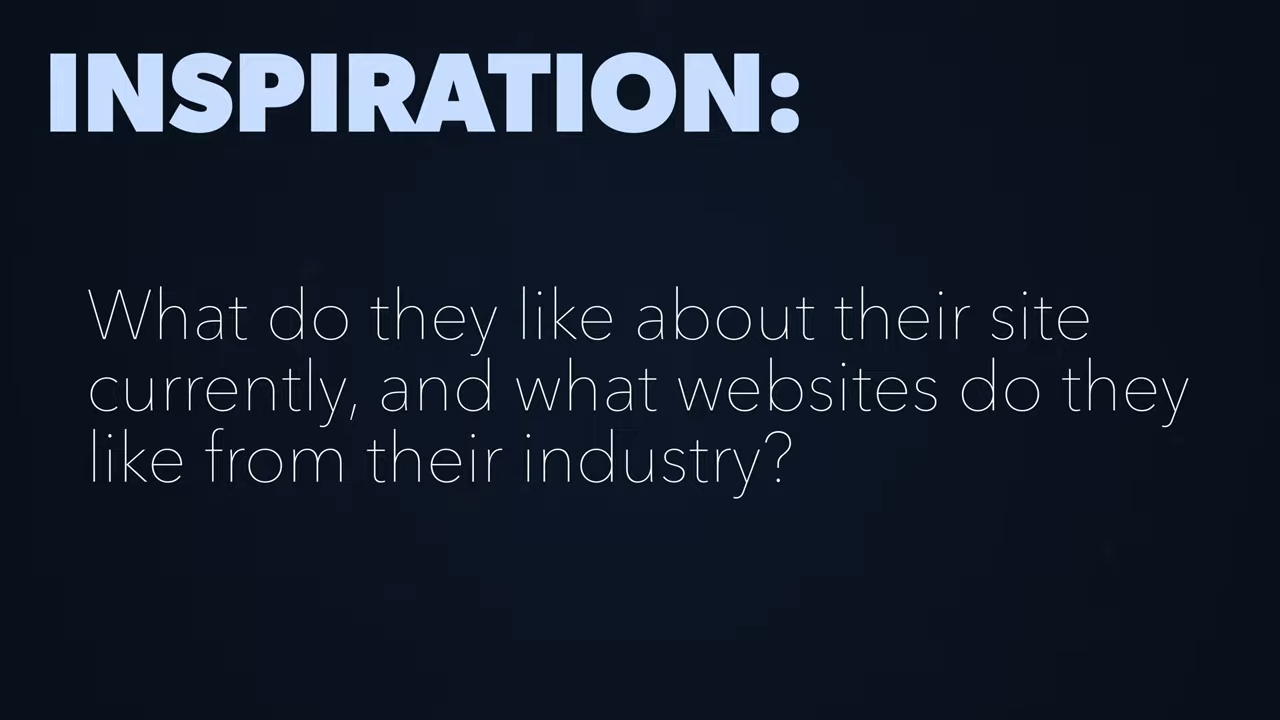 INSPIRATION:
What do they like about their site
currently, and what websites do they
like from their industry?